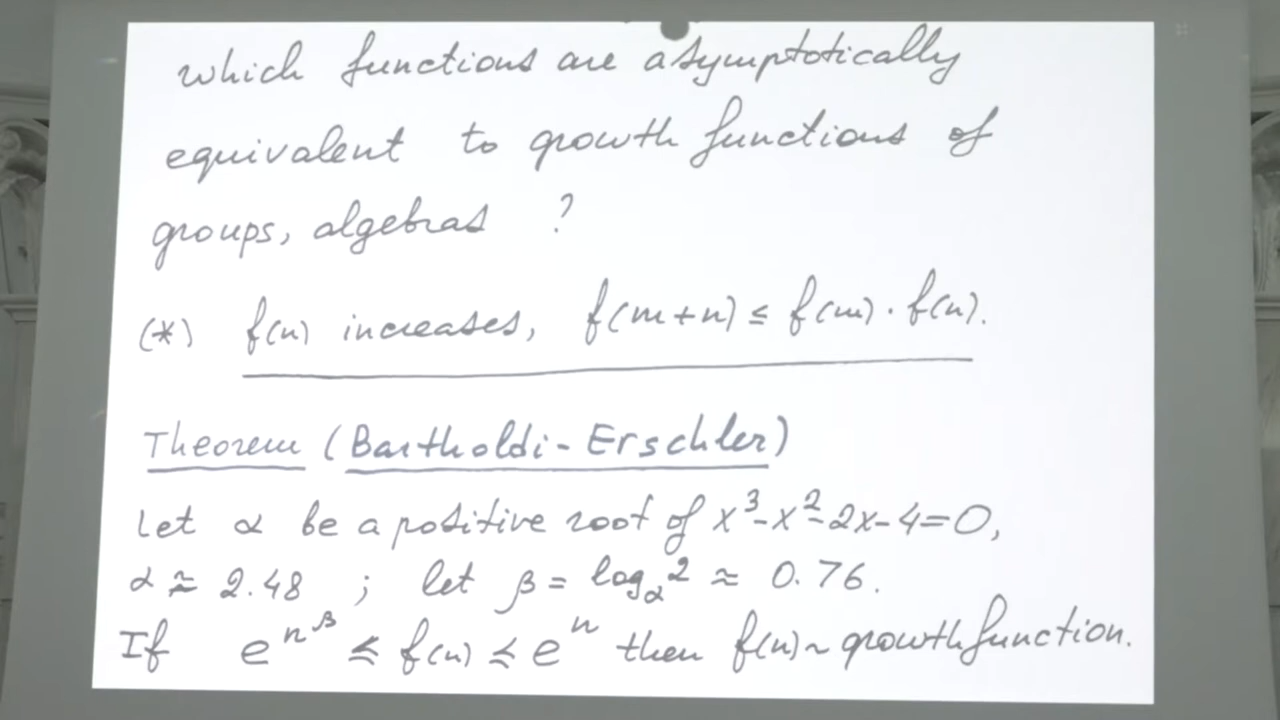 which functions are asymptotically
equivalent to growth functions of
groups, algebras ?
(*) f(n) increases, f(m+n) ≤ f(m) · f(n).
Theorem (Bartholdi-Erschler)
Let α be a positive root of x³-x²-2x-4=0,
α ≈ 2.48 ; let β = log_α 2 ≈ 0.76.
If e^{n^β} ≼ f(n) ≼ e^n then f(n) ~ growth function.